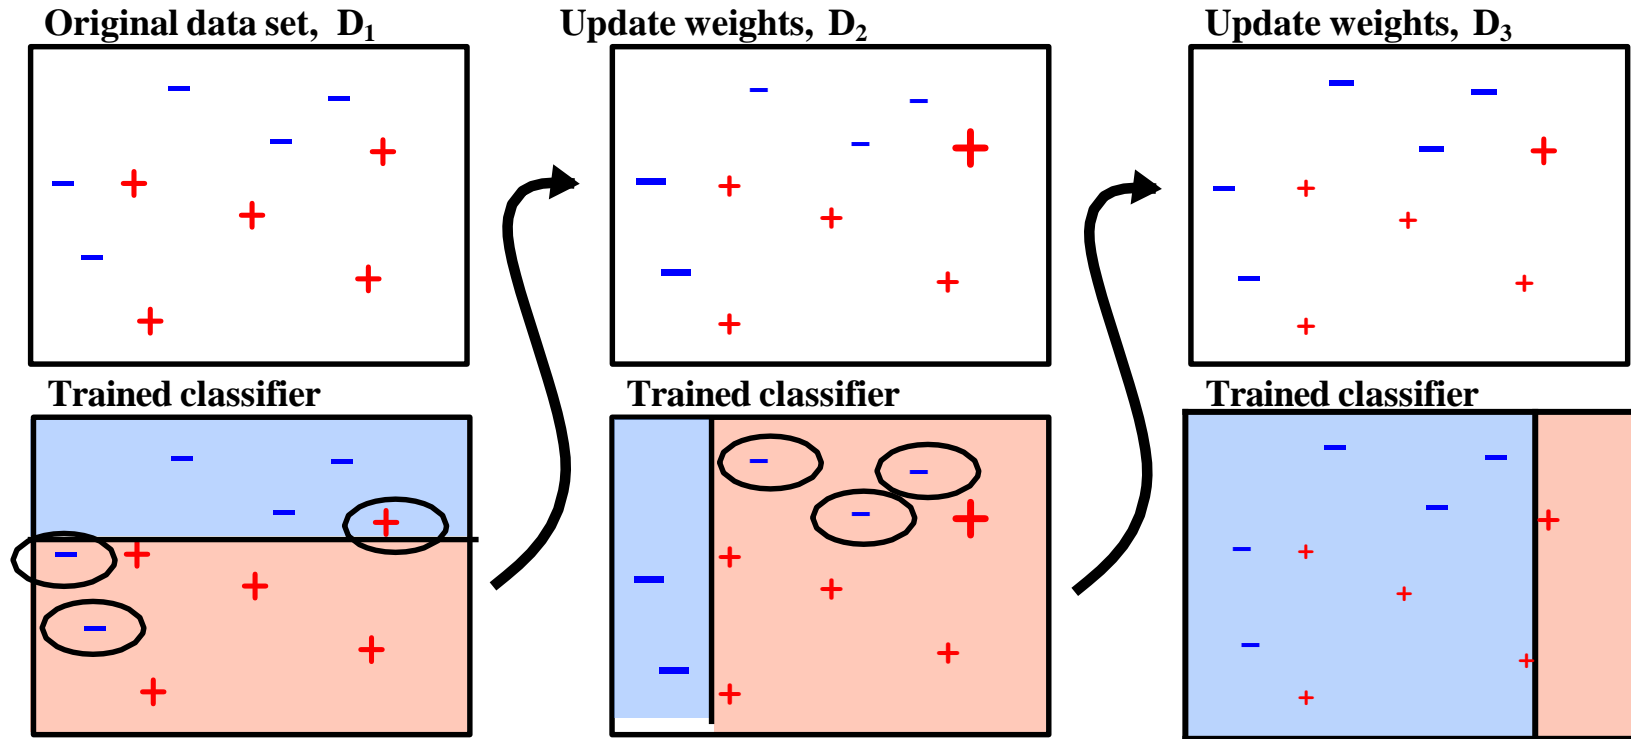 Original data set, D₁
Update weights, D₂
Update weights, D₃
Trained classifier
Trained classifier
Trained classifier